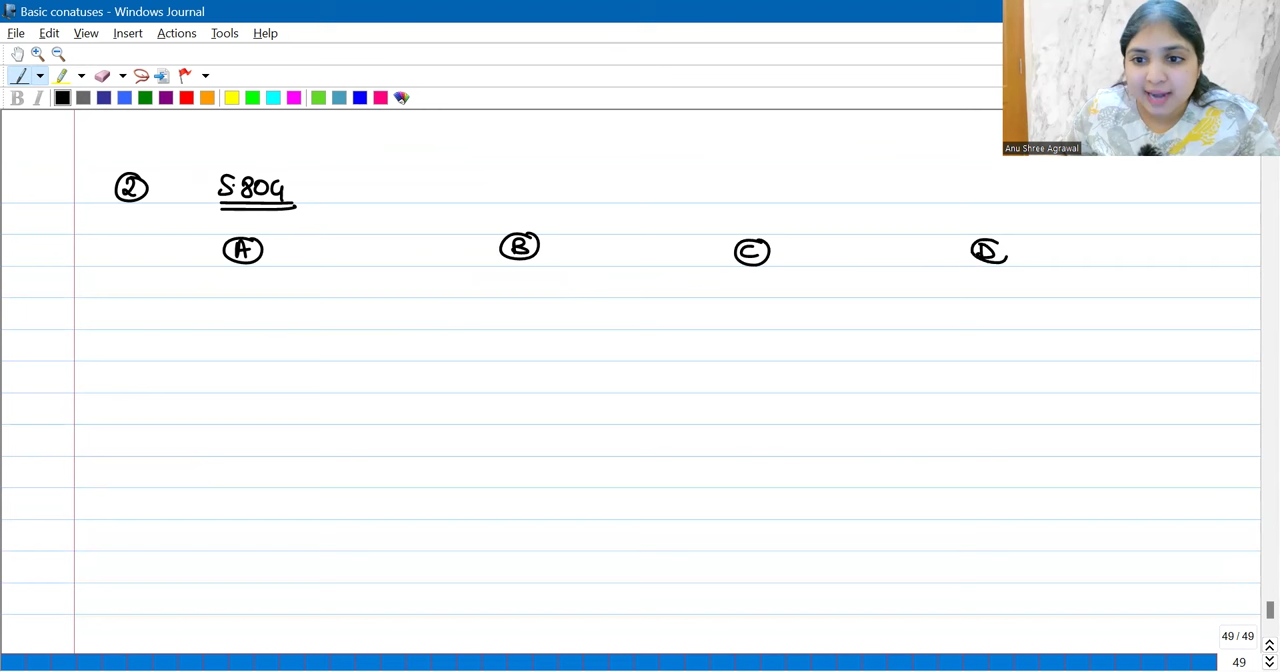 Basic conatuses - Windows Journal
File Edit View Insert Actions Tools Help
B I
Anu Shree Agrawal
② S.80G
Ⓐ Ⓑ Ⓒ Ⓓ
49 / 49
49